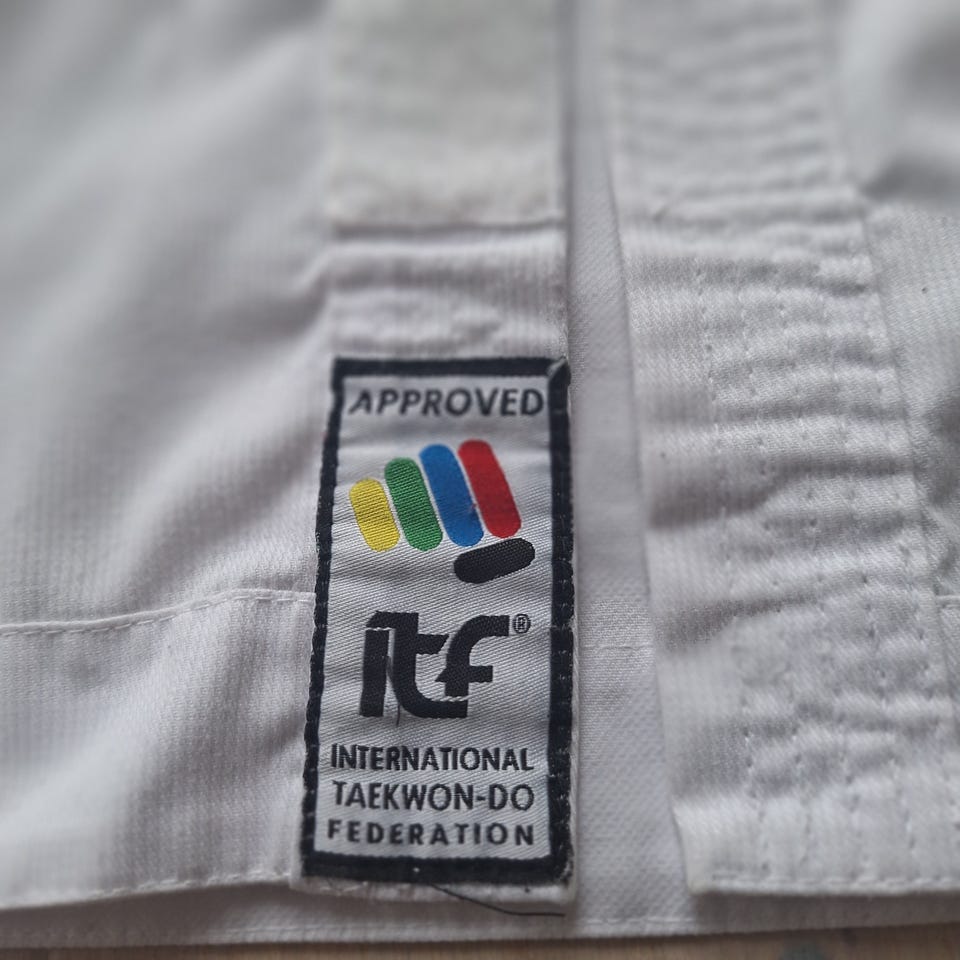 APPROVED
itf®
INTERNATIONAL
TAEKWON-DO
FEDERATION